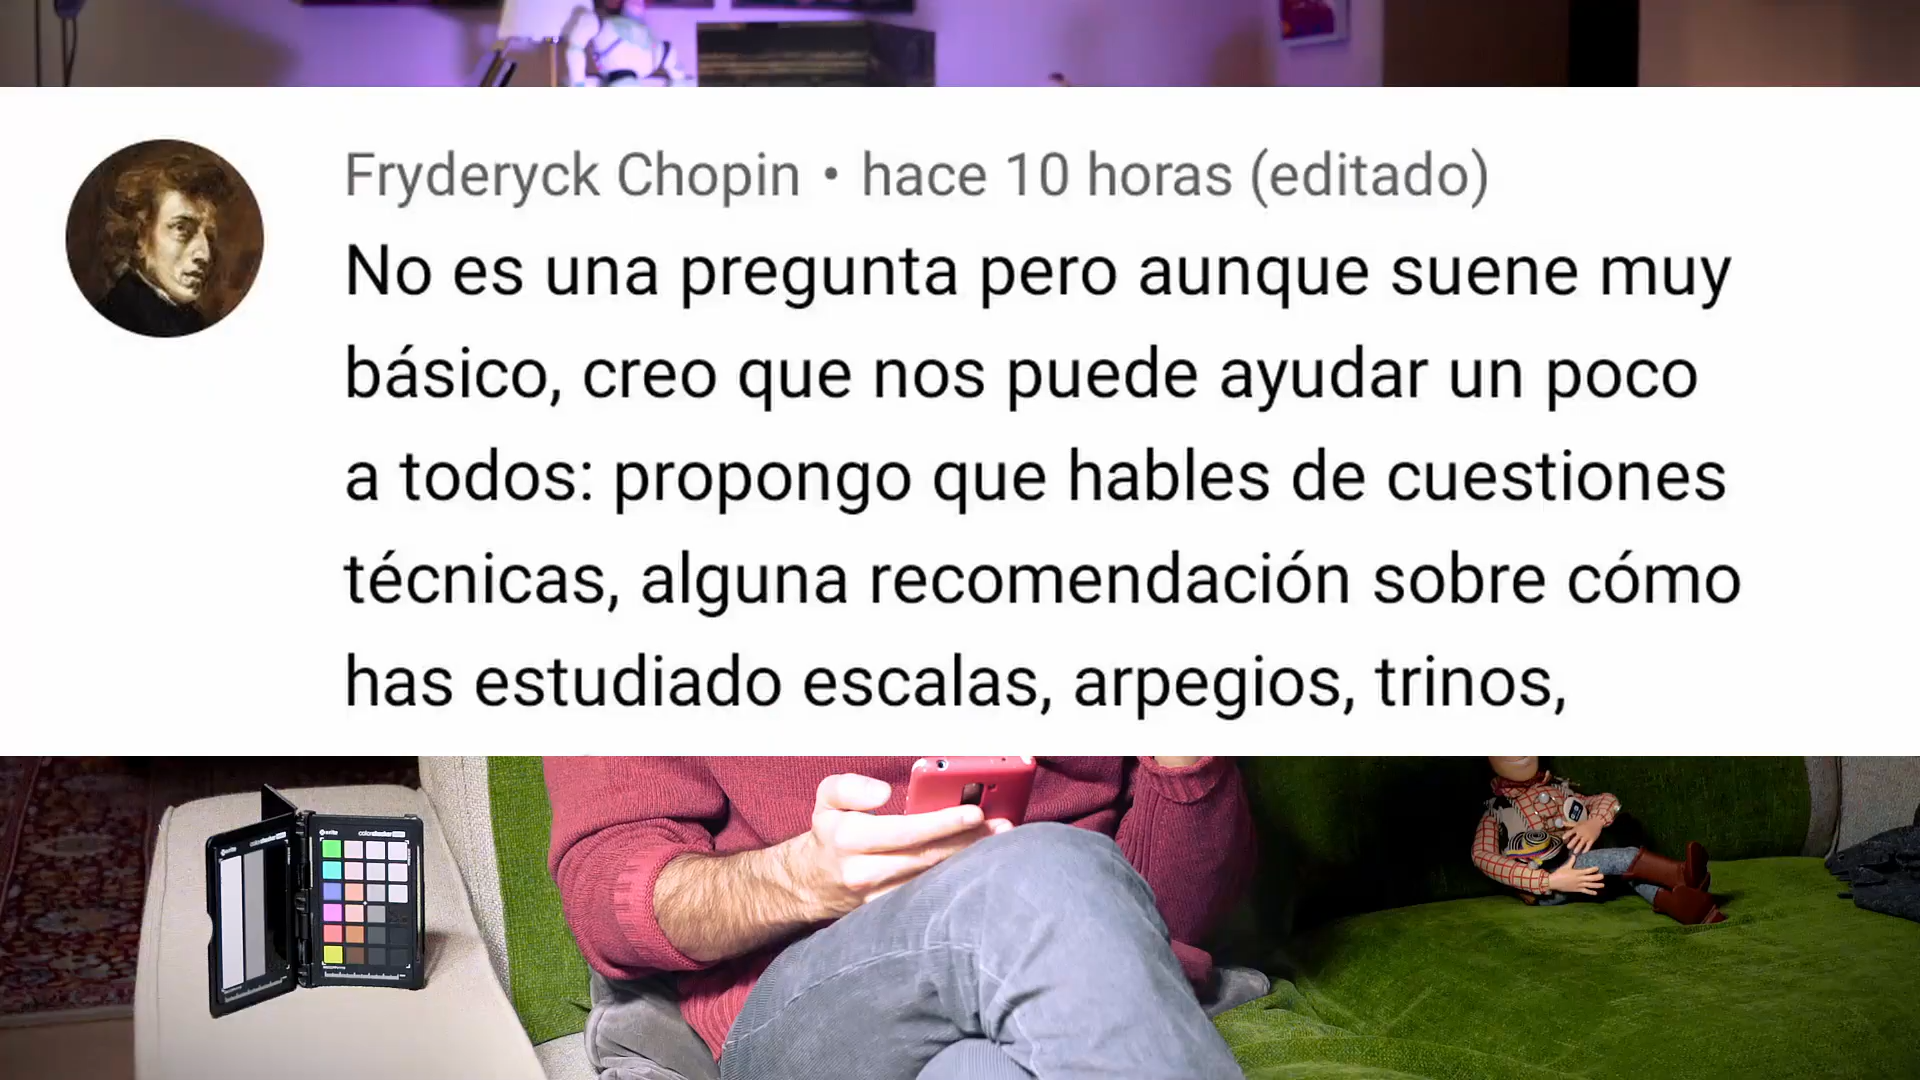 Fryderyck Chopin • hace 10 horas (editado)
No es una pregunta pero aunque suene muy
básico, creo que nos puede ayudar un poco
a todos: propongo que hables de cuestiones
técnicas, alguna recomendación sobre cómo
has estudiado escalas, arpegios, trinos,